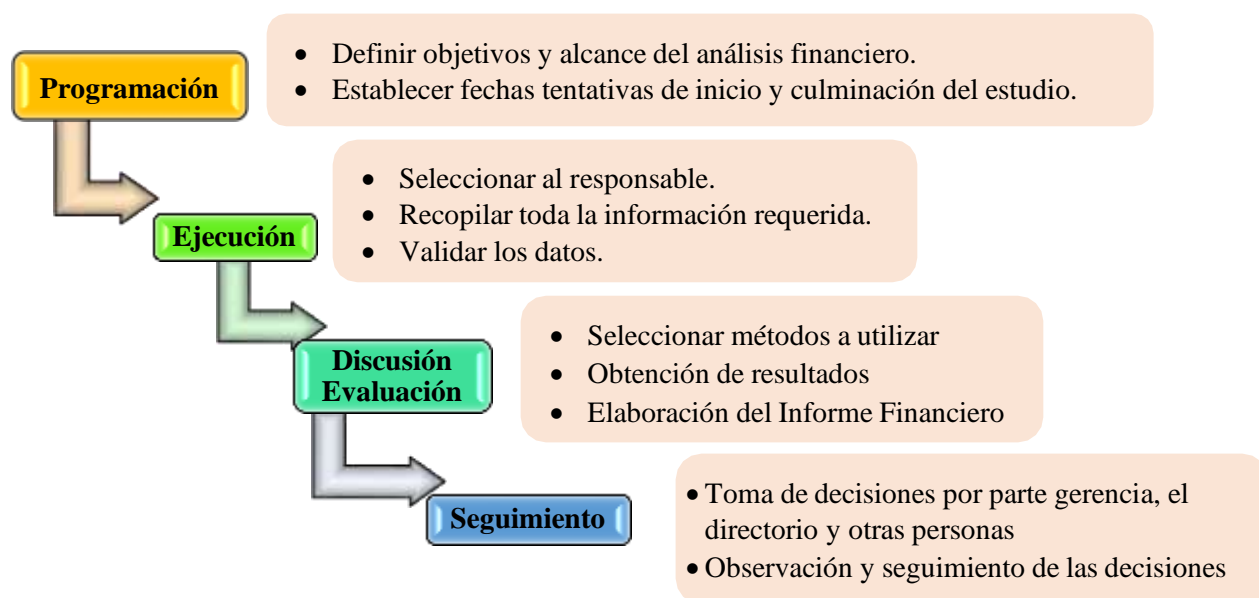 Programación
• Definir objetivos y alcance del análisis financiero.
• Establecer fechas tentativas de inicio y culminación del estudio.
Ejecución
• Seleccionar al responsable.
• Recopilar toda la información requerida.
• Validar los datos.
Discusión
Evaluación
• Seleccionar métodos a utilizar
• Obtención de resultados
• Elaboración del Informe Financiero
Seguimiento
• Toma de decisiones por parte gerencia, el
directorio y otras personas
• Observación y seguimiento de las decisiones